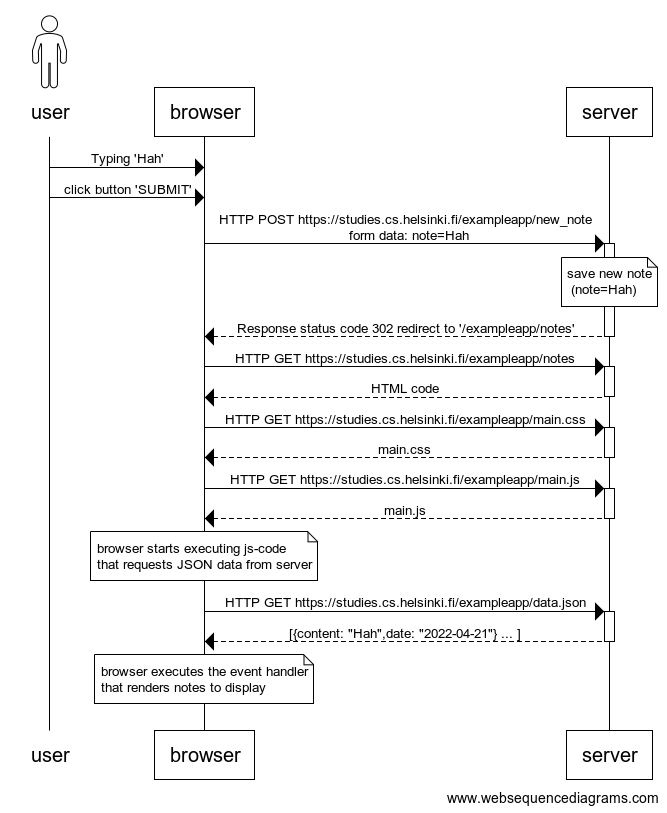 user
browser
server
Typing 'Hah'
click button 'SUBMIT'
HTTP POST https://studies.cs.helsinki.fi/exampleapp/new_note
form data: note=Hah
save new note
(note=Hah)
Response status code 302 redirect to '/exampleapp/notes'
HTTP GET https://studies.cs.helsinki.fi/exampleapp/notes
HTML code
HTTP GET https://studies.cs.helsinki.fi/exampleapp/main.css
main.css
HTTP GET https://studies.cs.helsinki.fi/exampleapp/main.js
main.js
browser starts executing js-code
that requests JSON data from server
HTTP GET https://studies.cs.helsinki.fi/exampleapp/data.json
[{content: "Hah",date: "2022-04-21"} ... ]
browser executes the event handler
that renders notes to display
user
browser
server
www.websequencediagrams.com